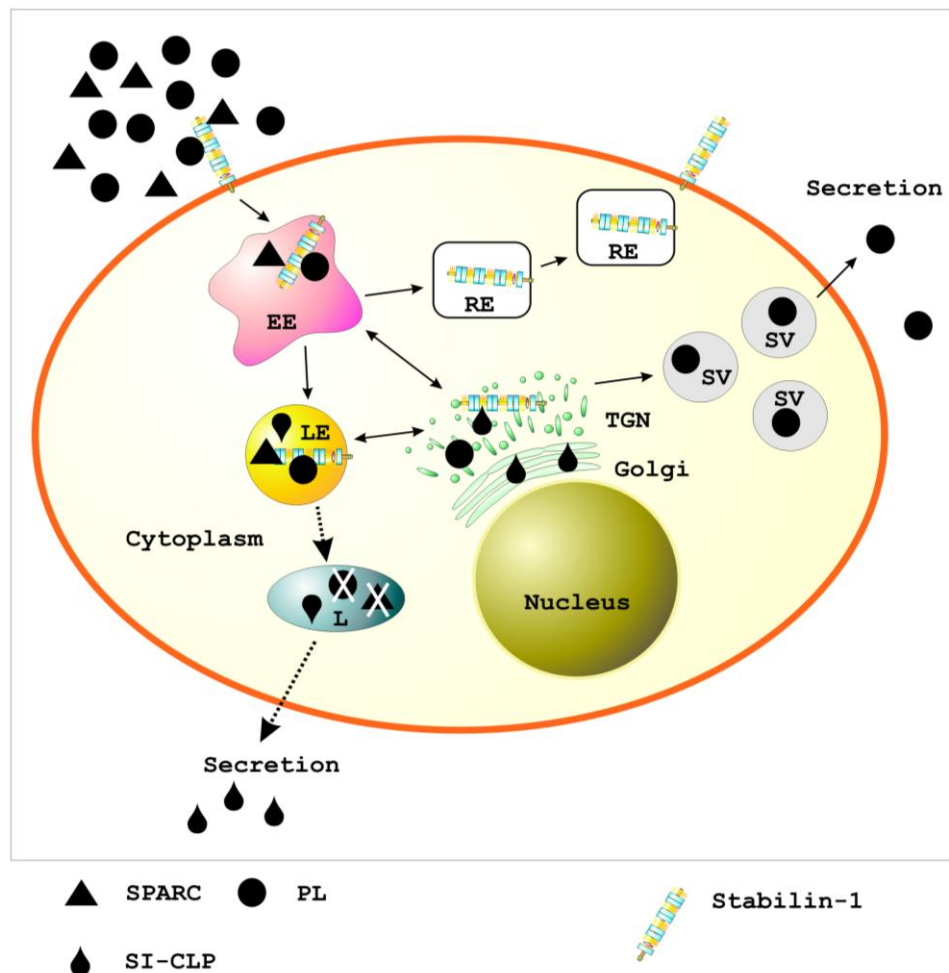 Secretion
RE
RE
EE
SV
SV
SV
TGN
LE
Golgi
Cytoplasm
Nucleus
L
Secretion
SPARC
PL
Stabilin-1
SI-CLP